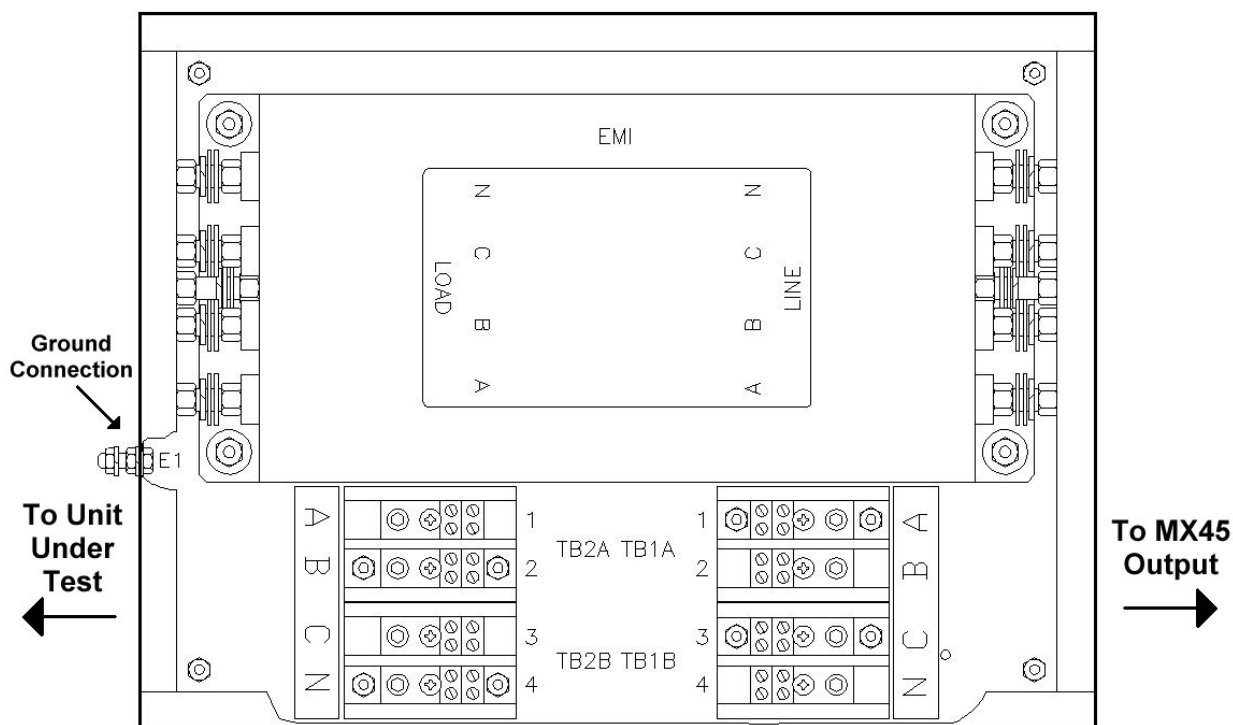 EMI
N
C
B
A
LOAD
N
C
B
A
LINE
Ground
Connection
E1
To Unit
Under
Test
To MX45
Output
A
B
C
N
1
2
3
4
TB2A TB1A
TB2B TB1B
1
2
3
4
A
B
C
N